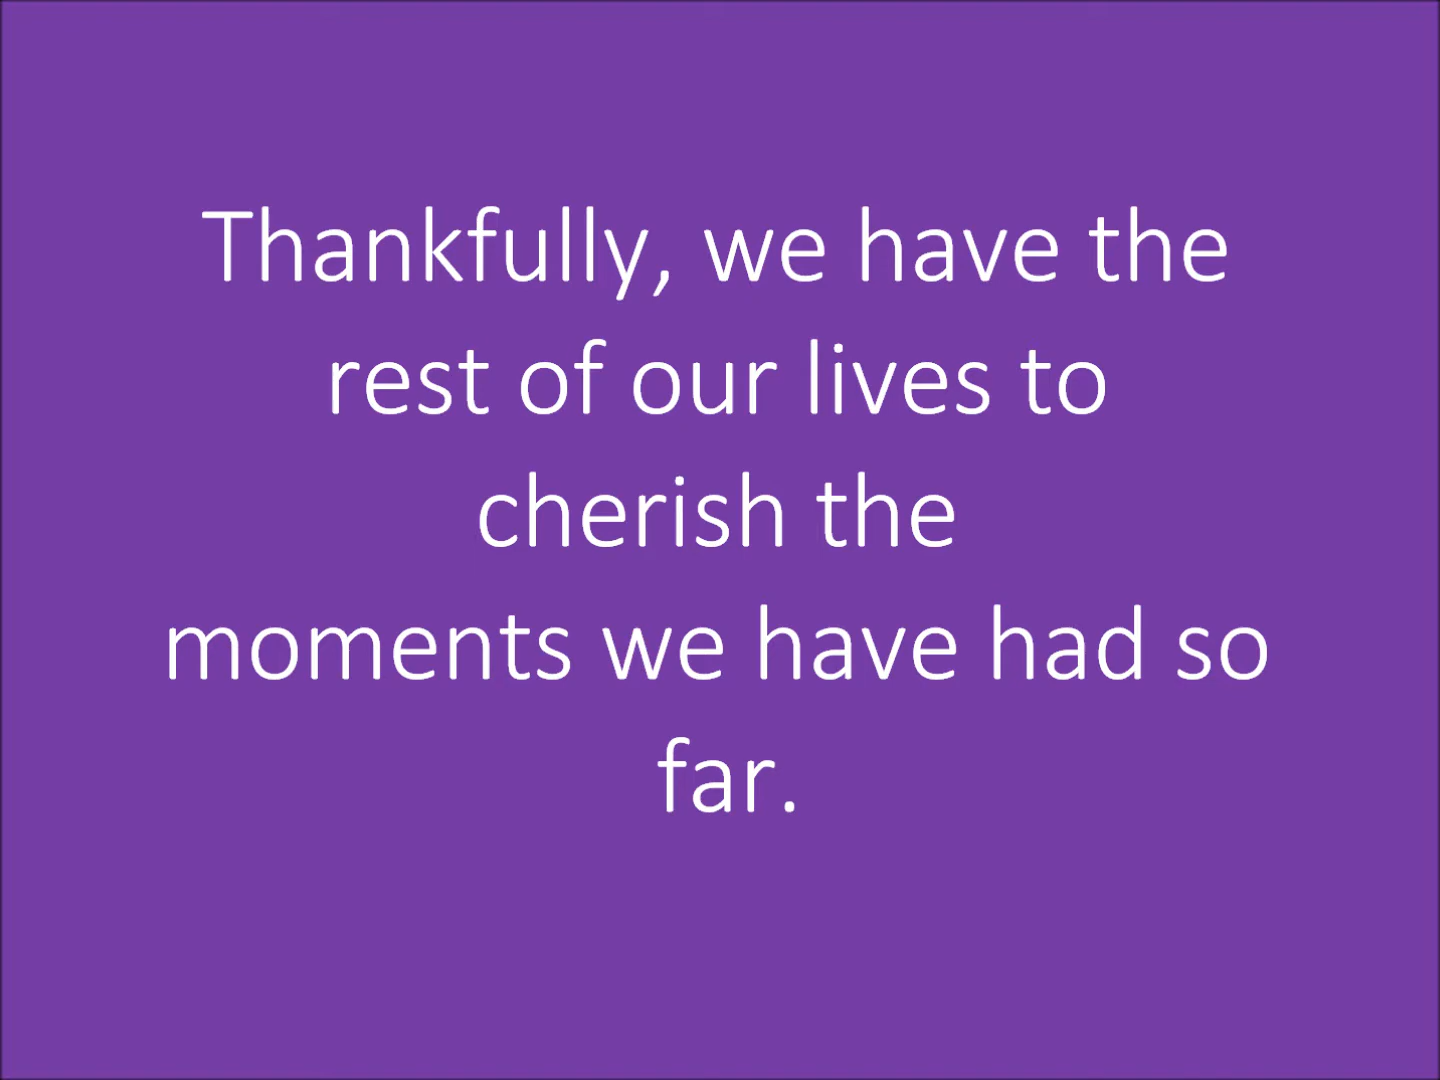 Thankfully, we have the
rest of our lives to
cherish the
moments we have had so
far.